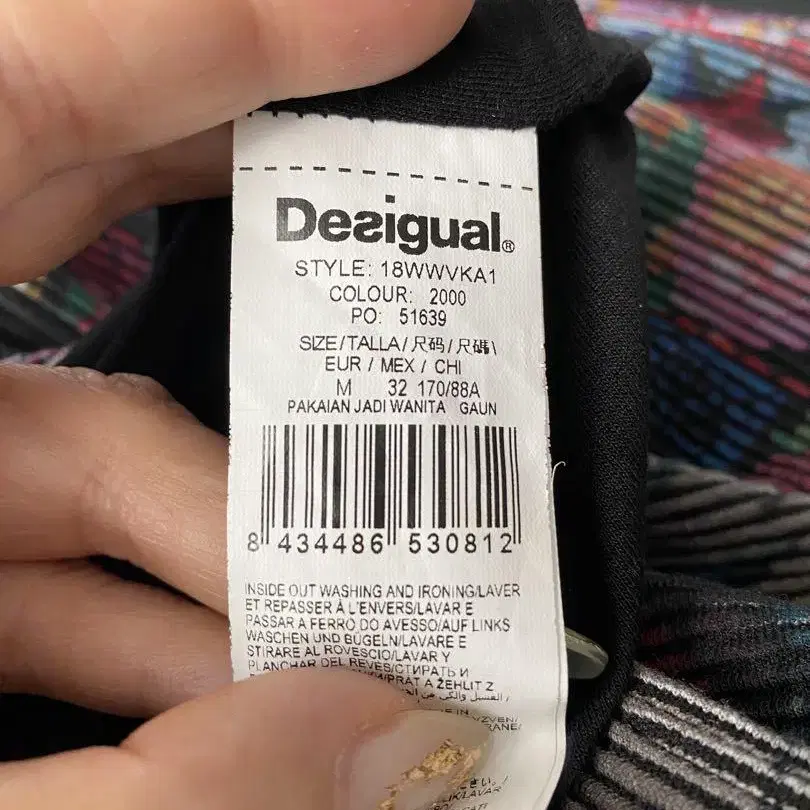 Desigual®
STYLE: 18WWVKA1
COLOUR: 2000
PO: 51639
SIZE/TALLA/尺码/尺碼\
EUR / MEX / CHI
M 32 170/88A
PAKAIAN JADI WANITA GAUN
8 434486 530812
INSIDE OUT WASHING AND IRONING/LAVER
ET REPASSER À L'ENVERS/LAVAR E
PASSAR A FERRO DO AVESSO/AUF LINKS
WASCHEN UND BÜGELN/LAVARE E
STIRARE AL ROVESCIO/LAVAR Y
PLANCHAR DEL REVES/СТИРАТЬ И
/PRAT A ŽEHLIT Z